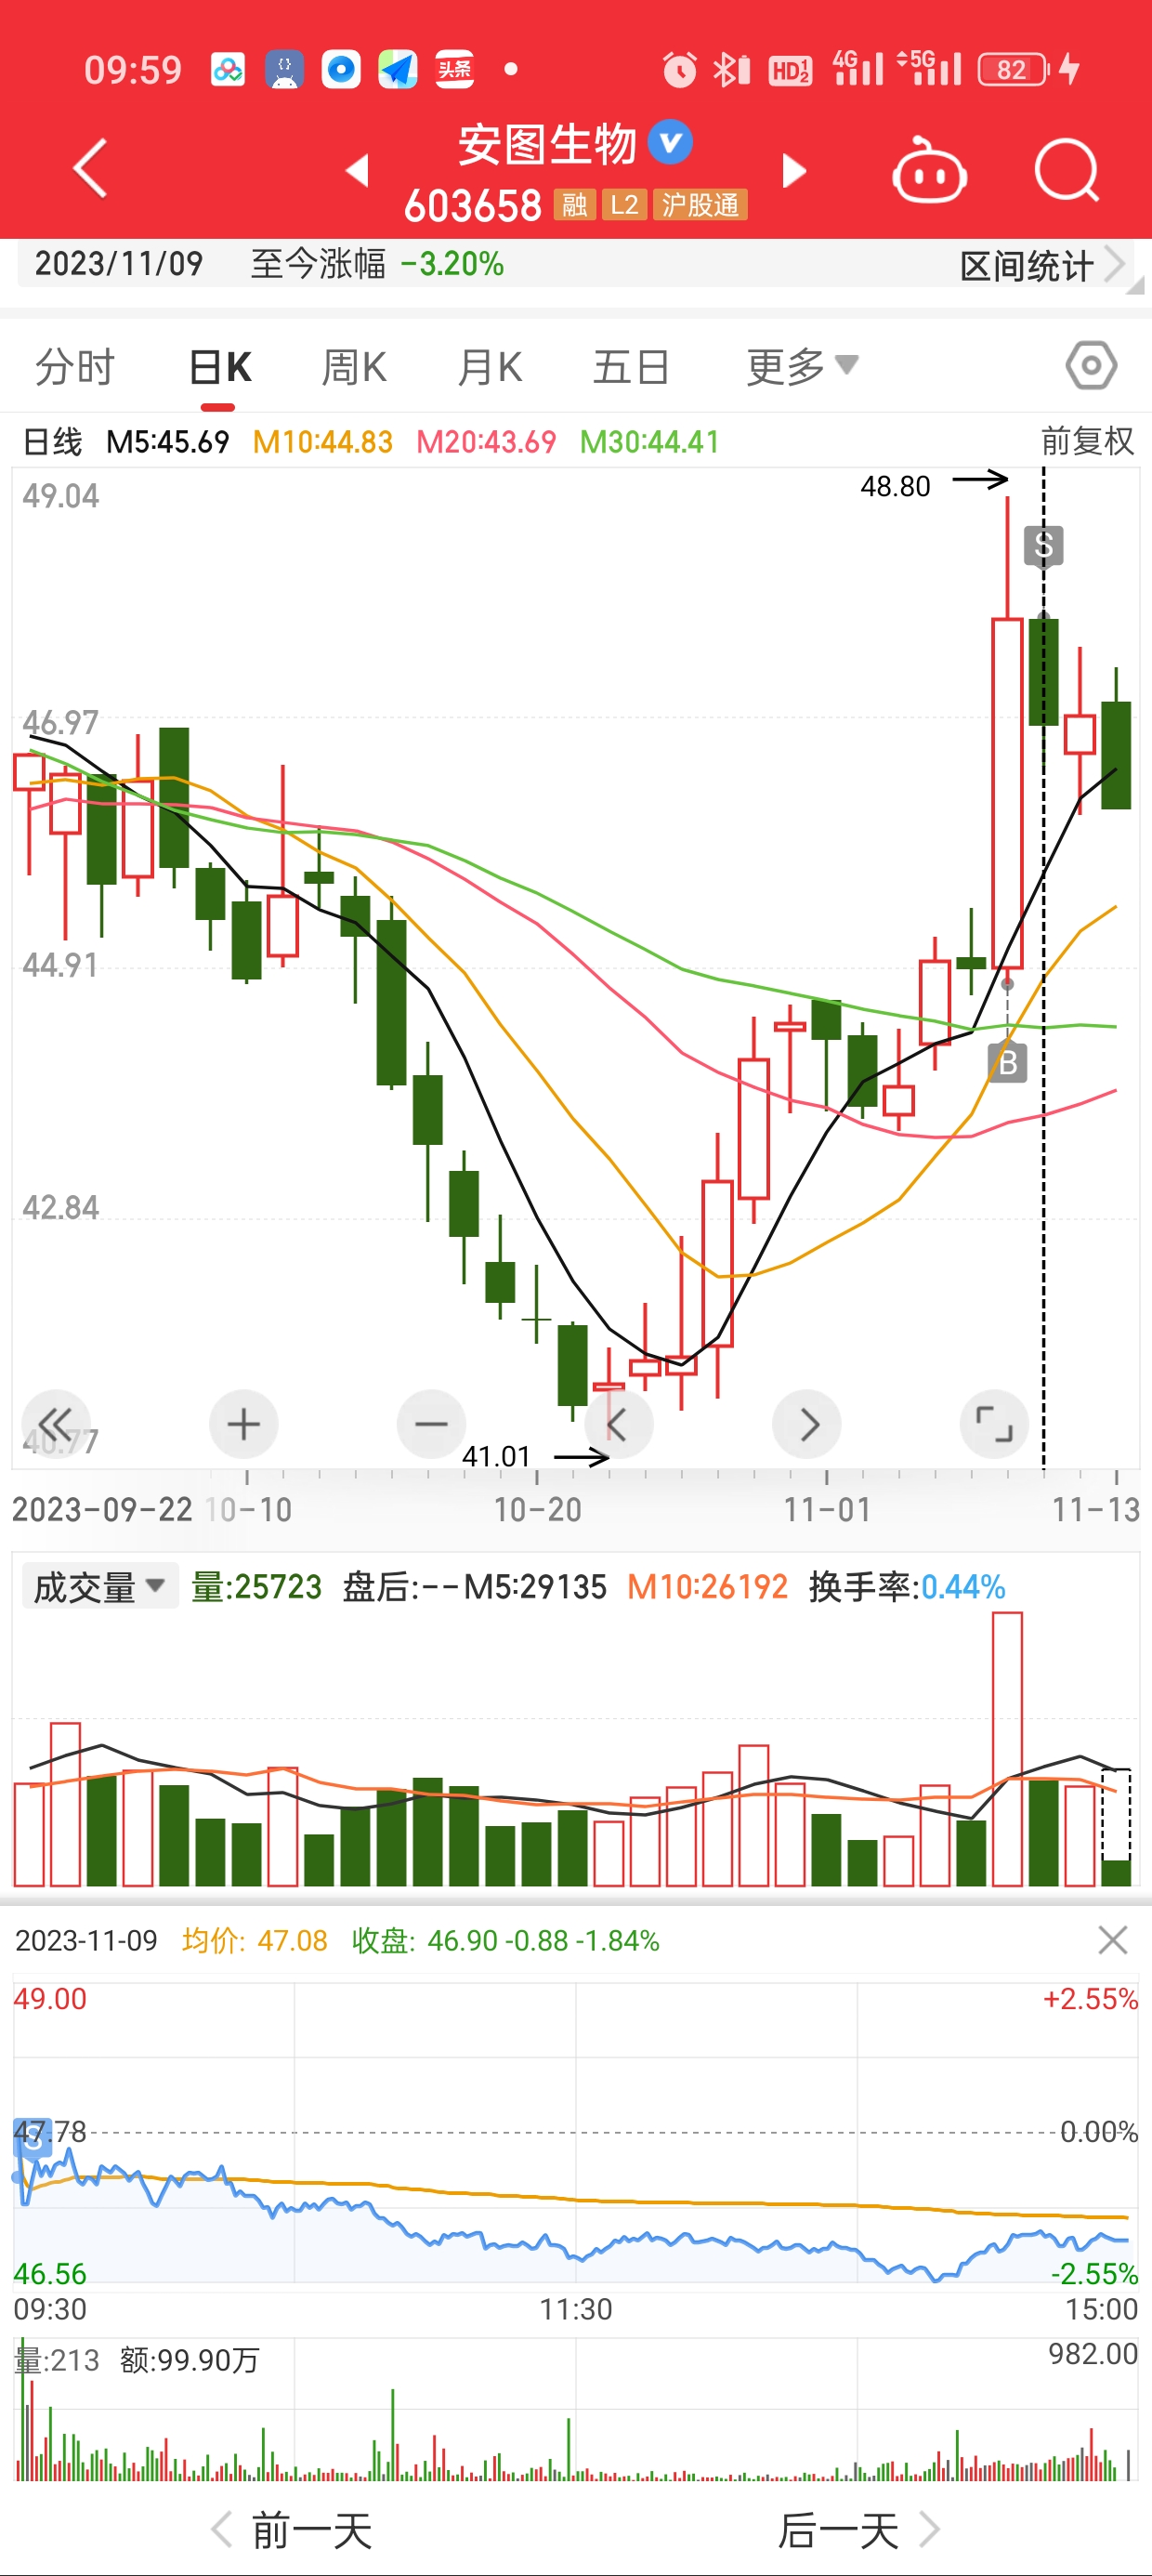 09:59 头条 HD 1 2 4G 5G 82
安图生物
603658 融 L2 沪股通
2023/11/09 至今涨幅 -3.20% 区间统计
分时 日K 周K 月K 五日 更多
日线 M5:45.69 M10:44.83 M20:43.69 M30:44.41 前复权
49.04
48.80
S
46.97
44.91
B
42.84
40.77
41.01
2023-09-22 10-10 10-20 11-01 11-13
成交量 量:25723 盘后:-- M5:29135 M10:26192 换手率:0.44%
2023-11-09 均价: 47.08 收盘: 46.90 -0.88 -1.84%
49.00 +2.55%
47.78 0.00%
S
46.56 -2.55%
09:30 11:30 15:00
量:213 额:99.90万 982.00
前一天 后一天